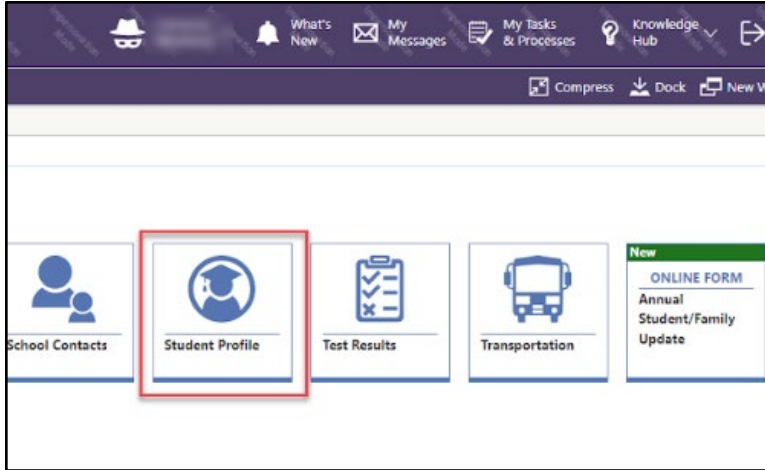 What's
New
My
Messages
My Tasks
& Processes
Knowledge
Hub
Compress
Dock
New W
School Contacts
Student Profile
Test Results
Transportation
New
ONLINE FORM
Annual
Student/Family
Update